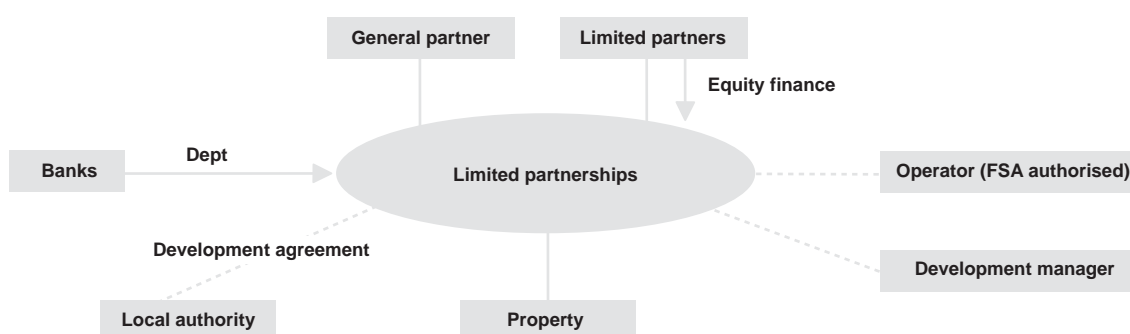 General partner
Limited partners
Equity finance
Banks
Dept
Limited partnerships
Operator (FSA authorised)
Development agreement
Development manager
Local authority
Property